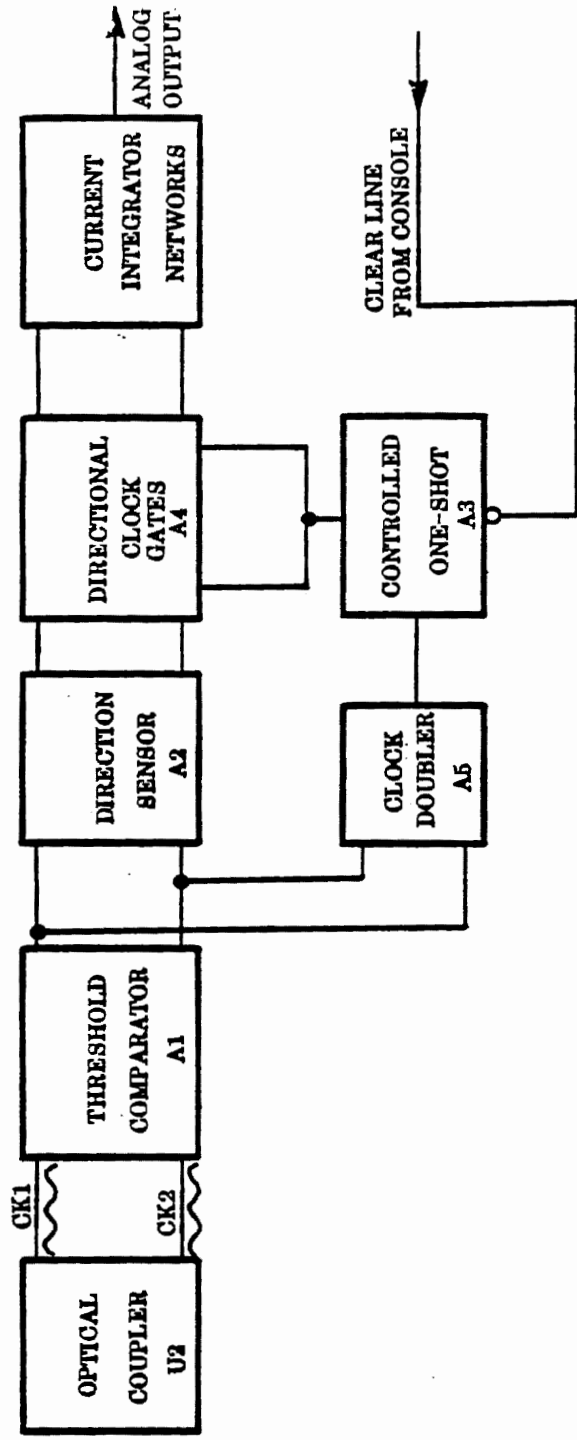 OPTICAL
COUPLER
U2
CK1
CK2
THRESHOLD
COMPARATOR
A1
DIRECTION
SENSOR
A2
DIRECTIONAL
CLOCK
GATES
A4
CURRENT
INTEGRATOR
NETWORKS
ANALOG
OUTPUT
CLOCK
DOUBLER
A5
CONTROLLED
ONE-SHOT
A3
CLEAR LINE
FROM CONSOLE